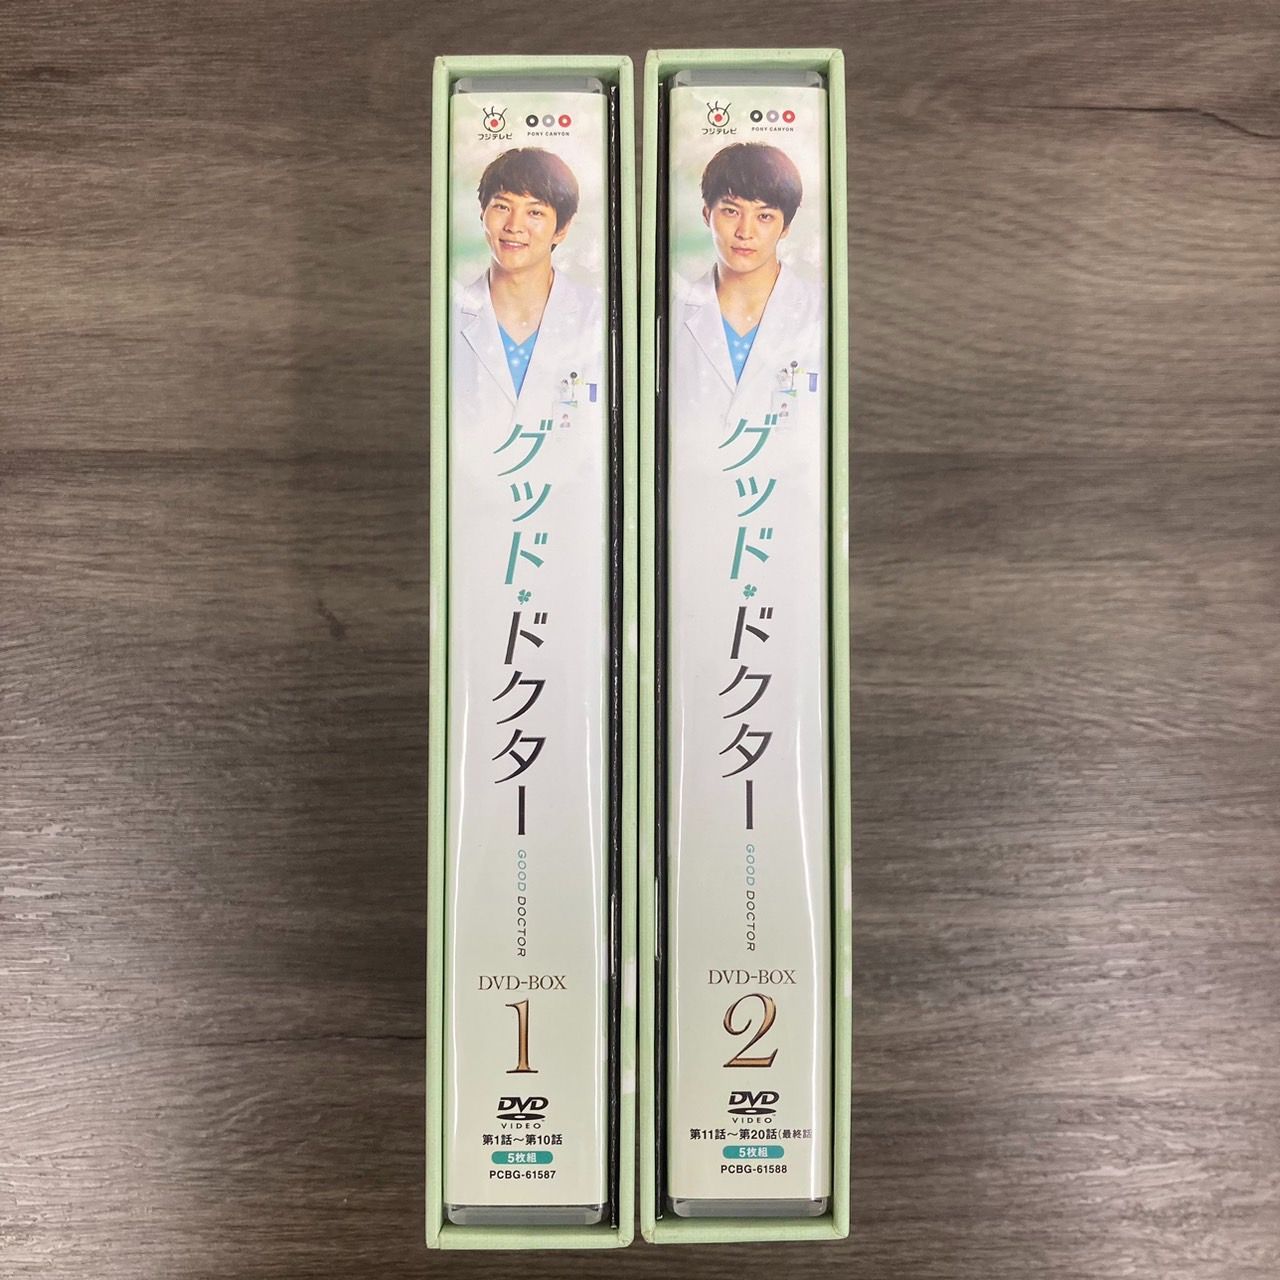 フジテレビ
PONY CANYON
グッド・ドクター
GOOD DOCTOR
DVD-BOX
1
DVD
VIDEO
第1話～第10話
5枚組
PCBG-61587
フジテレビ
PONY CANYON
グッド・ドクター
GOOD DOCTOR
DVD-BOX
2
DVD
VIDEO
第11話～第20話(最終話
5枚組
PCBG-61588